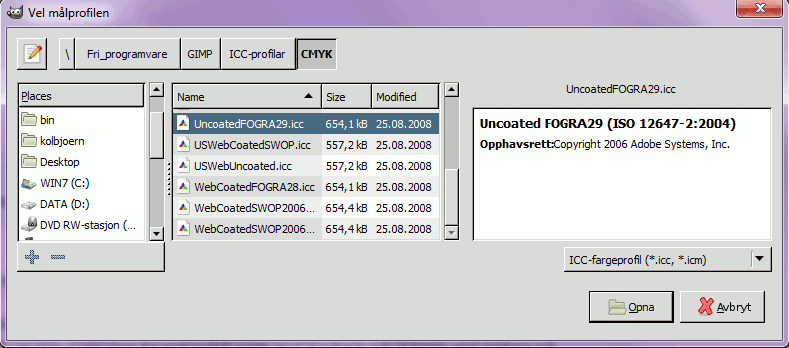 Vel målprofilen
\ Fri_programvare GIMP ICC-profilar CMYK
Places
bin
kolbjoern
Desktop
WIN7 (C:)
DATA (D:)
DVD RW-stasjon (...
Name Size Modified
UncoatedFOGRA29.icc 654,1 kB 25.08.2008
USWebCoatedSWOP.icc 557,2 kB 25.08.2008
USWebUncoated.icc 557,2 kB 25.08.2008
WebCoatedFOGRA28.icc 654,1 kB 25.08.2008
WebCoatedSWOP2006... 654,4 kB 25.08.2008
WebCoatedSWOP2006... 654,4 kB 25.08.2008
UncoatedFOGRA29.icc
Uncoated FOGRA29 (ISO 12647-2:2004)
Opphavsrett:Copyright 2006 Adobe Systems, Inc.
ICC-fargeprofil (*.icc, *.icm)
Opna
Avbryt